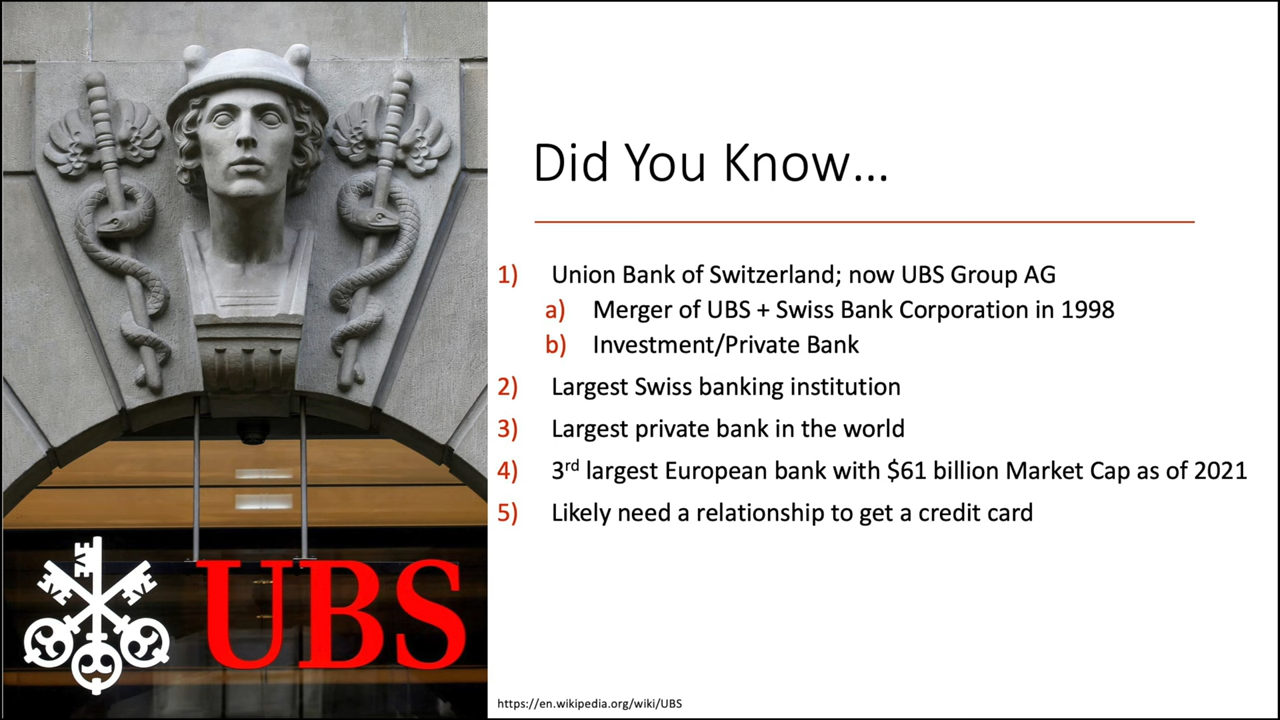 Did You Know...
1) Union Bank of Switzerland; now UBS Group AG
a) Merger of UBS + Swiss Bank Corporation in 1998
b) Investment/Private Bank
2) Largest Swiss banking institution
3) Largest private bank in the world
4) 3rd largest European bank with $61 billion Market Cap as of 2021
5) Likely need a relationship to get a credit card
UBS
https://en.wikipedia.org/wiki/UBS